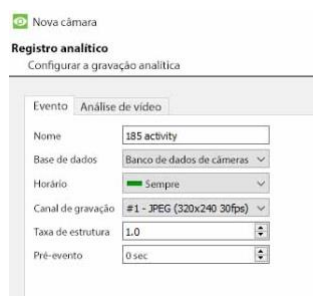 Nova câmara
Registro analítico
Configurar a gravação analítica
Evento Análise de vídeo
Nome 185 activity
Base de dados Banco de dados de câmeras
Horário Sempre
Canal de gravação #1 - JPEG (320x240 30fps)
Taxa de estrutura 1.0
Pré-evento 0 sec